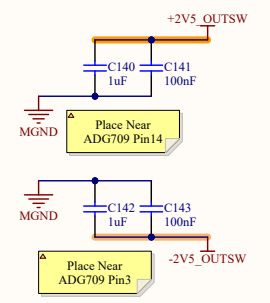 +2V5_OUTSW
C140
1uF
C141
100nF
MGND
Place Near
ADG709 Pin14
MGND
C142
1uF
C143
100nF
-2V5_OUTSW
Place Near
ADG709 Pin3